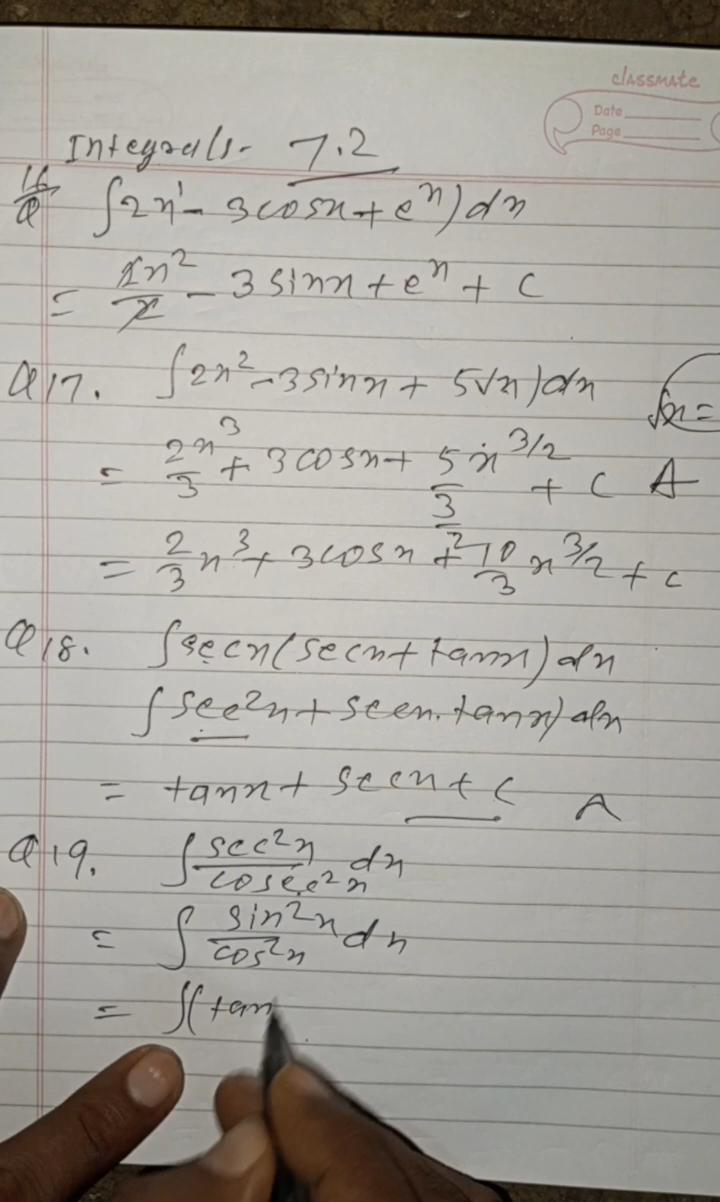 classmate
Date
Page
Integrals- 7.2
16/Q ∫2x¹ - 3cosx + eˣ)dx
= 2x²/2 - 3sinx + eˣ + C
Q17. ∫2x² - 3sinx + 5√x)dx √x =
= 2x³/3 + 3cosx + 5x^3/2/(3/2) + C A
= 2/3 x³ + 3cosx + 10/3 x^3/2 + C
Q18. ∫secx(secx + tanx)dx
∫sec²x + secx.tanx)dx
= tanx + secx + C A
Q19. ∫sec²x/cosec²x dx
= ∫sin²x/cos²x dx
= ∫(tan